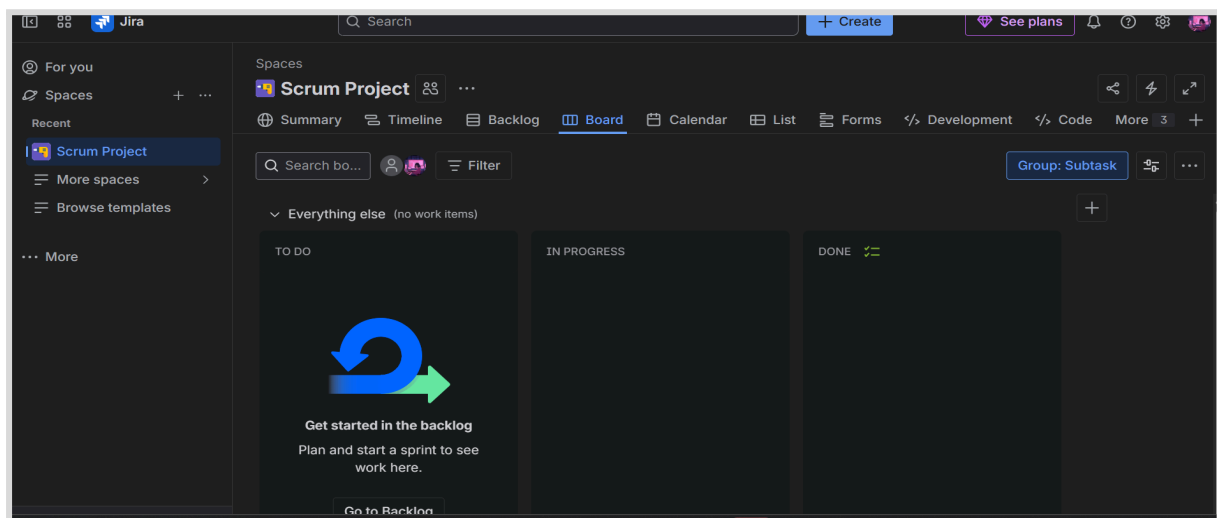 Jira
Search
+ Create
See plans
For you
Spaces
Recent
Scrum Project
More spaces
Browse templates
More
Spaces
Scrum Project
Summary
Timeline
Backlog
Board
Calendar
List
Forms
Development
Code
More 3
Search bo...
Filter
Group: Subtask
Everything else (no work items)
TO DO
IN PROGRESS
DONE
Get started in the backlog
Plan and start a sprint to see
work here.
Go to Backlog